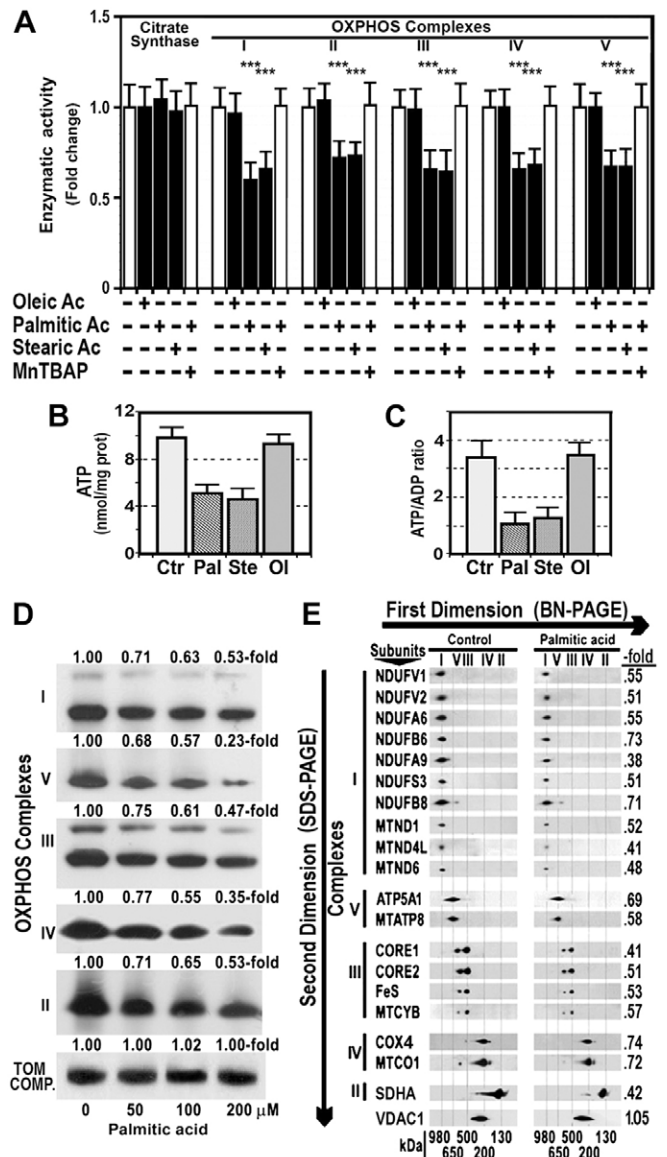 A
Citrate Synthase
OXPHOS Complexes
I II III IV V
*** *** *** *** *** *** *** *** *** ***
Enzymatic activity
(Fold change)
1.5
1.0
0.5
0
Oleic Ac – + – – – – + – – – – + – – – – + – – – – + – – – – + – – –
Palmitic Ac – – + – + – – + – + – – + – + – – + – + – – + – + – – + – +
Stearic Ac – – – + – – – – + – – – – + – – – – + – – – – + – – – – + –
MnTBAP – – – – + – – – – + – – – – + – – – – + – – – – + – – – – +
B
ATP
(nmol/mg prot)
12
8
4
0
Ctr Pal Ste Ol
C
ATP/ADP ratio
4
2
0
Ctr Pal Ste Ol
D
OXPHOS Complexes
1.00 0.71 0.63 0.53-fold
I
1.00 0.68 0.57 0.23-fold
V
1.00 0.75 0.61 0.47-fold
III
1.00 0.77 0.55 0.35-fold
IV
1.00 0.71 0.65 0.53-fold
II
1.00 1.00 1.02 1.00-fold
TOM COMP.
0 50 100 200 µM
Palmitic acid
E
First Dimension (BN-PAGE)
Second Dimension (SDS-PAGE)
Complexes
Subunits Control Palmitic acid
I V III IV II I V III IV II -fold
I
NDUFV1 .55
NDUFV2 .51
NDUFA6 .55
NDUFB6 .73
NDUFA9 .38
NDUFS3 .51
NDUFB8 .71
MTND1 .52
MTND4L .41
MTND6 .48
V
ATP5A1 .69
MTATP8 .58
III
CORE1 .41
CORE2 .51
FeS .53
MTCYB .57
IV
COX4 .74
MTCO1 .72
II
SDHA .42
VDAC1 1.05
kDa 980 500 130 980 500 130
650 200 650 200